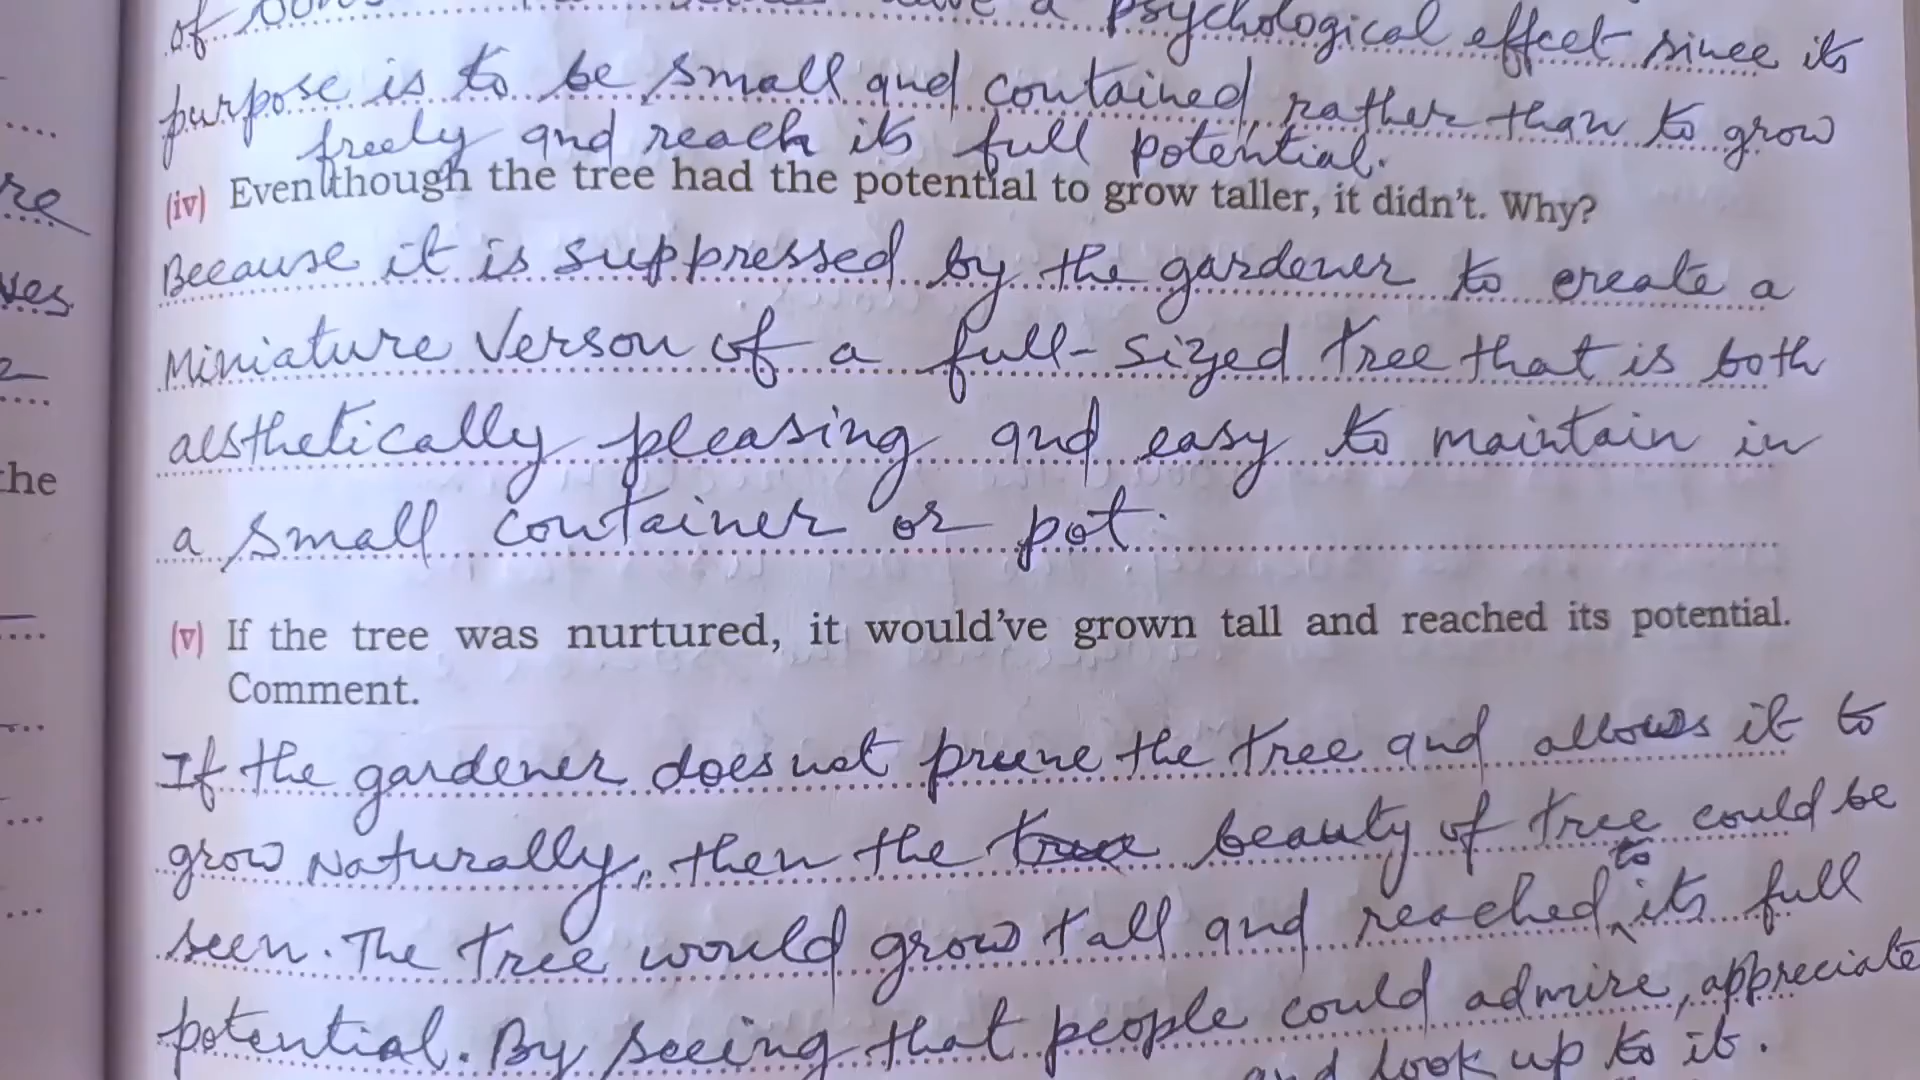 of a psychological effect since its
purpose is to be small and contained rather than to grow
freely and reach its full potential.
(iv) Even though the tree had the potential to grow taller, it didn't. Why?
Because it is suppressed by the gardener to create a
Miniature Verson of a full-sized tree that is both
aesthetically pleasing and easy to maintain in
a small container or pot.
(v) If the tree was nurtured, it would've grown tall and reached its potential.
Comment.
If the gardener does not prune the tree and allows it to
grow Naturally, then the beauty of tree could be
seen. The tree would grow tall and reached to its full
potential. By seeing that people could admire, appreciate
and look up to it.
re
ves
he